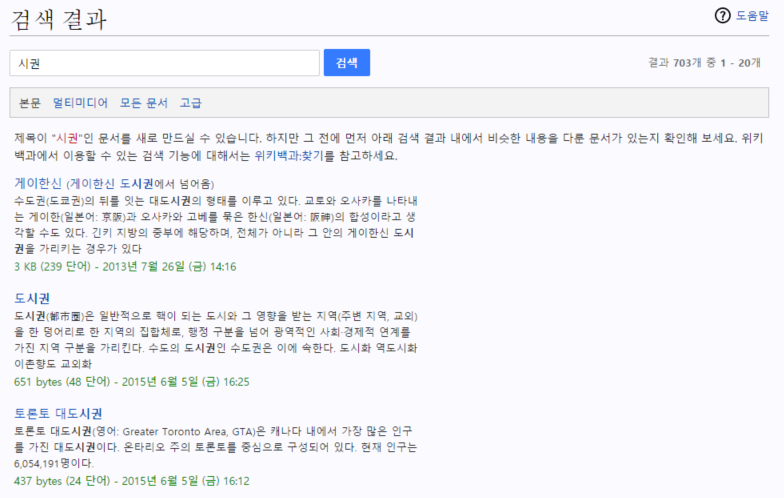 검색 결과
? 도움말
시권
검색
결과 703개 중 1 - 20개
본문 멀티미디어 모든 문서 고급
제목이 "시권"인 문서를 새로 만드실 수 있습니다. 하지만 그 전에 먼저 아래 검색 결과 내에서 비슷한 내용을 다룬 문서가 있는지 확인해 보세요. 위키
백과에서 이용할 수 있는 검색 기능에 대해서는 위키백과:찾기를 참고하세요.
게이한신 (게이한신 도시권에서 넘어옴)
수도권(도쿄권)의 뒤를 잇는 대도시권의 형태를 이루고 있다. 교토와 오사카를 나타내
는 게이한(일본어: 京阪)과 오사카와 고베를 묶은 한신(일본어: 阪神)의 합성이라고 생
각할 수도 있다. 긴키 지방의 중부에 해당하며, 전체가 아니라 그 안의 게이한신 도시
권을 가리키는 경우가 있다
3 KB (239 단어) - 2013년 7월 26일 (금) 14:16
도시권
도시권(都市圈)은 일반적으로 핵이 되는 도시와 그 영향을 받는 지역(주변 지역, 교외)
을 한 덩어리로 한 지역의 집합체로, 행정 구분을 넘어 광역적인 사회·경제적 연계를
가진 지역 구분을 가리킨다. 수도의 도시권인 수도권은 이에 속한다. 도시화 역도시화
이촌향도 교외화
651 bytes (48 단어) - 2015년 6월 5일 (금) 16:25
토론토 대도시권
토론토 대도시권(영어: Greater Toronto Area, GTA)은 캐나다 내에서 가장 많은 인구
를 가진 대도시권이다. 온타리오 주의 토론토를 중심으로 구성되어 있다. 현재 인구는
6,054,191명이다.
437 bytes (24 단어) - 2015년 6월 5일 (금) 16:12